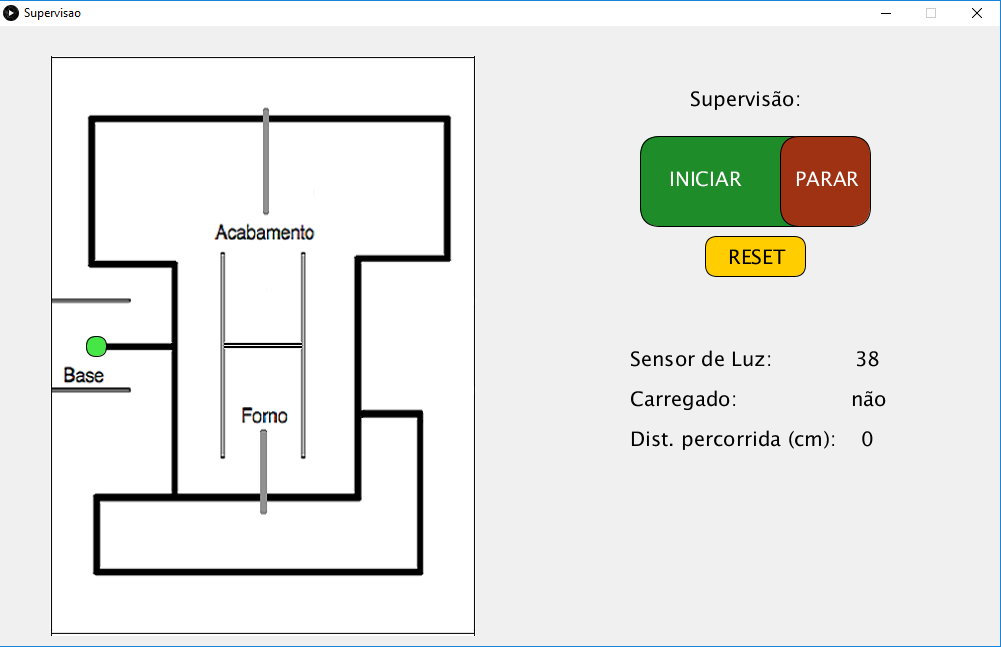 Supervisao
Acabamento
Base
Forno
Supervisão:
INICIAR PARAR
RESET
Sensor de Luz: 38
Carregado: não
Dist. percorrida (cm): 0